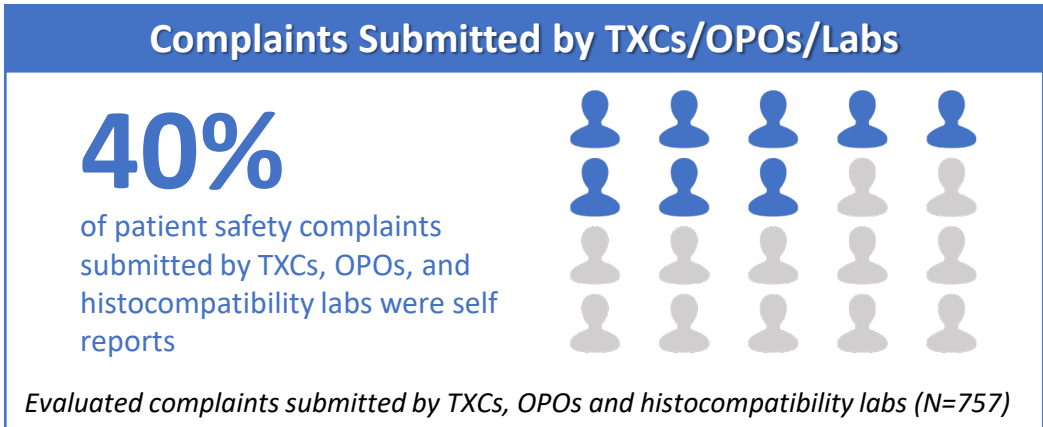 Complaints Submitted by TXCs/OPOs/Labs
40%
of patient safety complaints
submitted by TXCs, OPOs, and
histocompatibility labs were self
reports
Evaluated complaints submitted by TXCs, OPOs and histocompatibility labs (N=757)